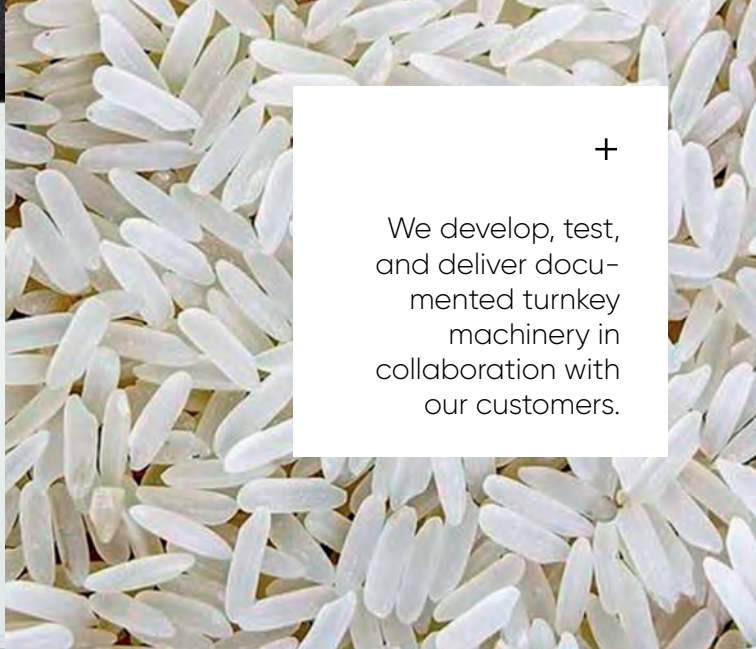 +
We develop, test,
and deliver docu-
mented turnkey
machinery in
collaboration with
our customers.